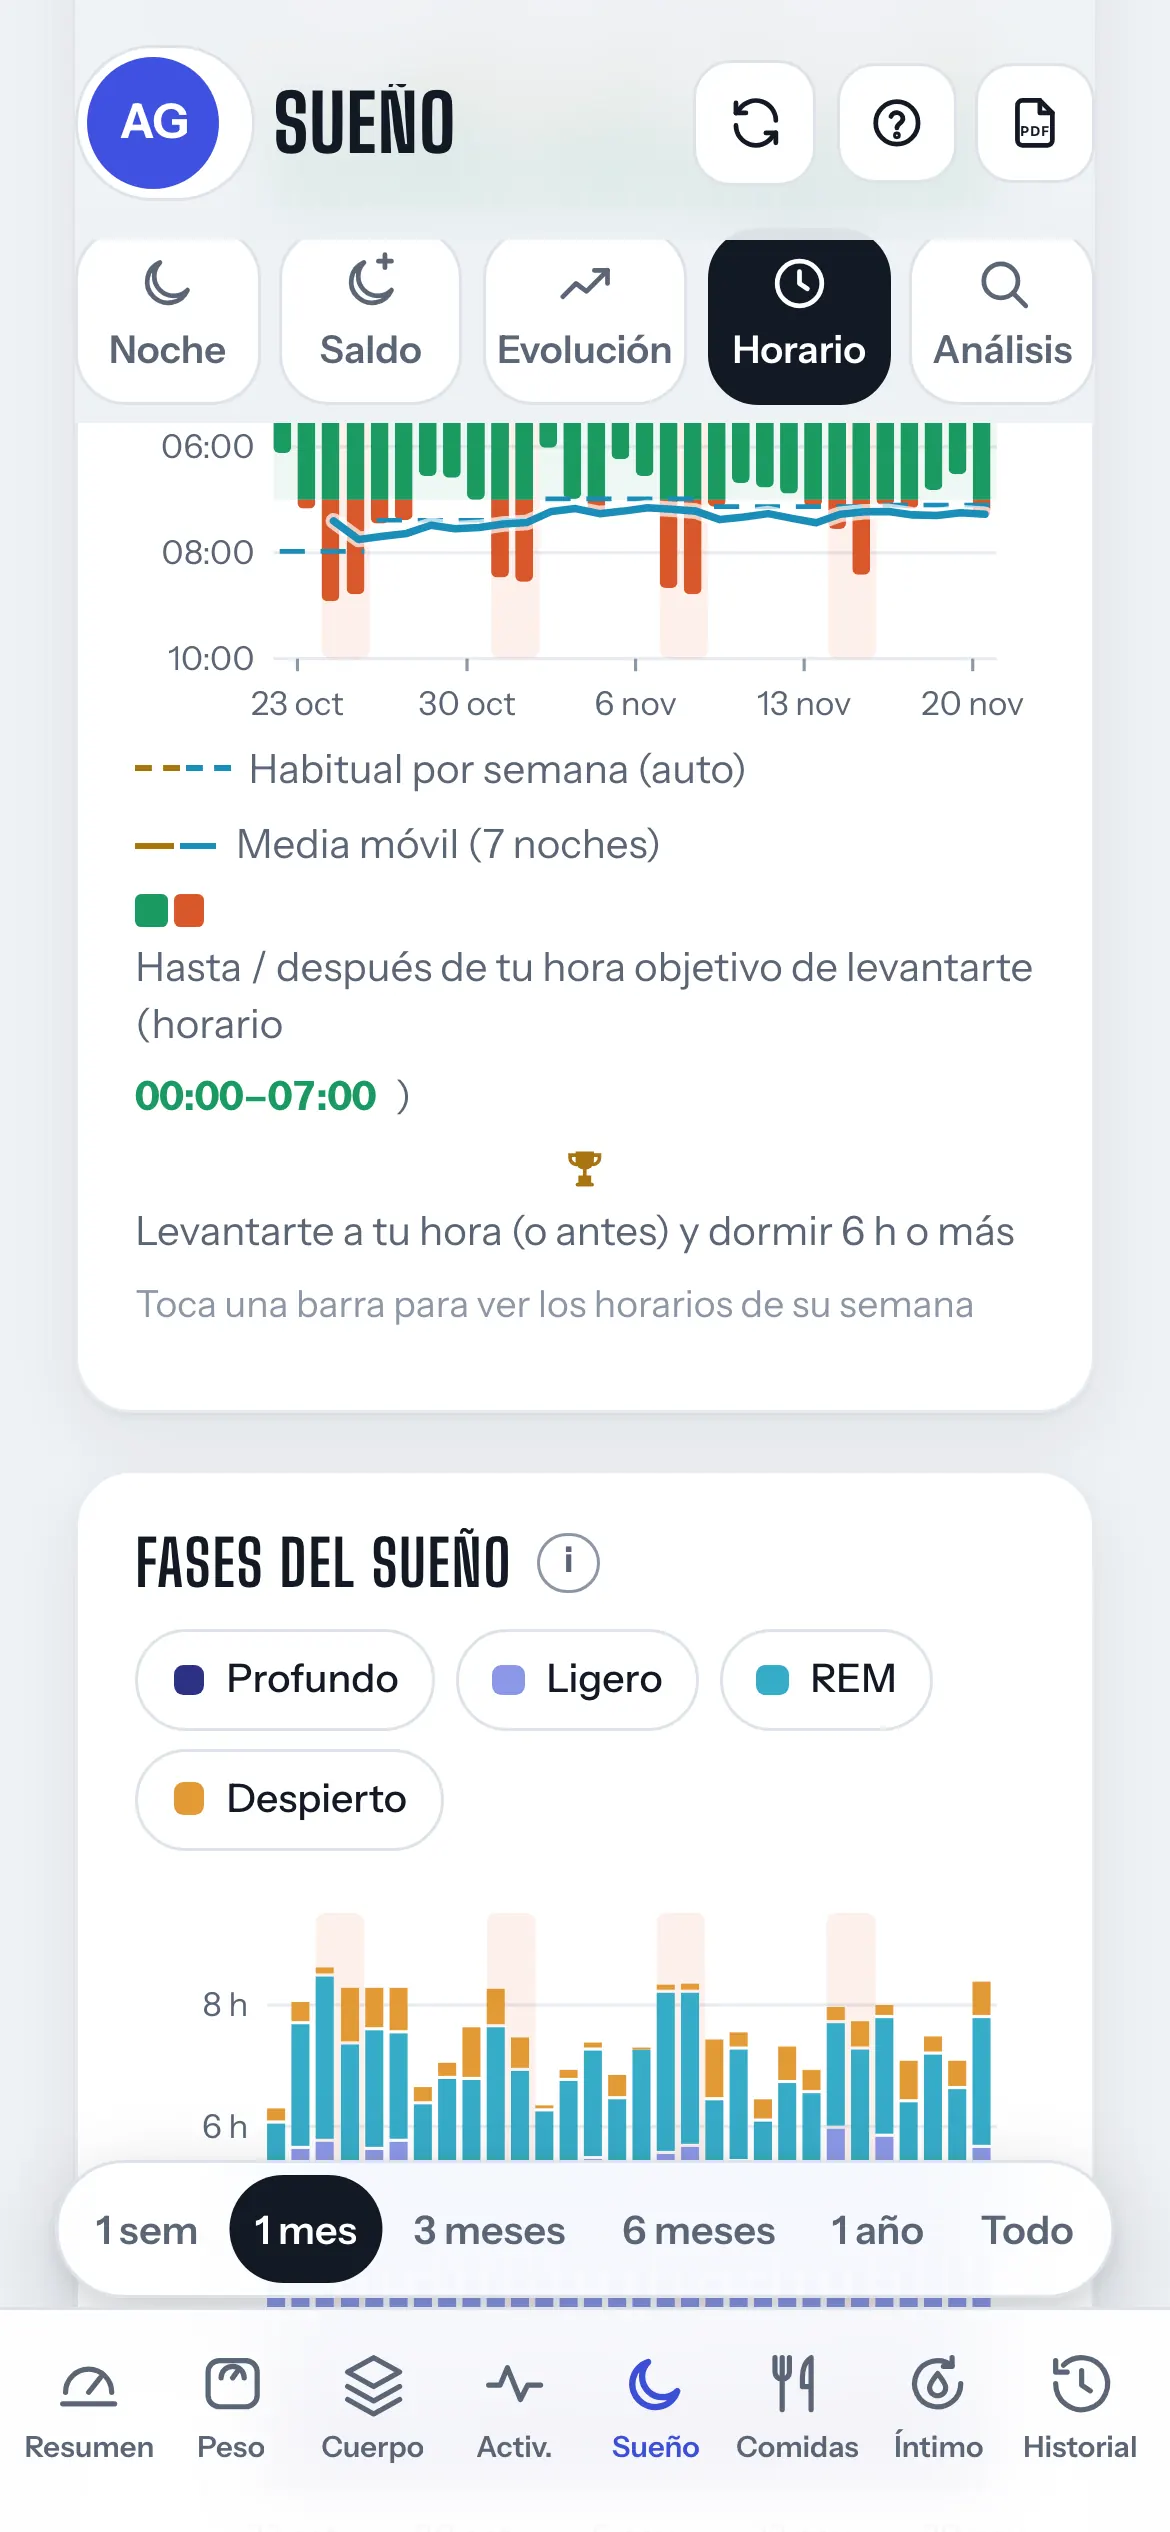 AG
SUEÑO
PDF
Noche
Saldo
Evolución
Horario
Análisis
06:00
08:00
10:00
23 oct
30 oct
6 nov
13 nov
20 nov
Habitual por semana (auto)
Media móvil (7 noches)
Hasta / después de tu hora objetivo de levantarte
(horario
00:00–07:00 )
Levantarte a tu hora (o antes) y dormir 6 h o más
Toca una barra para ver los horarios de su semana
FASES DEL SUEÑO
i
Profundo
Ligero
REM
Despierto
8 h
6 h
1 sem
1 mes
3 meses
6 meses
1 año
Todo
Resumen
Peso
Cuerpo
Activ.
Sueño
Comidas
Íntimo
Historial